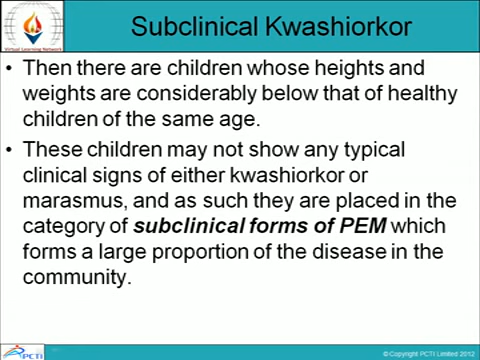 Subclinical Kwashiorkor
Virtual Learning Network
• Then there are children whose heights and
weights are considerably below that of healthy
children of the same age.
• These children may not show any typical
clinical signs of either kwashiorkor or
marasmus, and as such they are placed in the
category of subclinical forms of PEM which
forms a large proportion of the disease in the
community.
PCTI
© Copyright PCTI Limited 2012